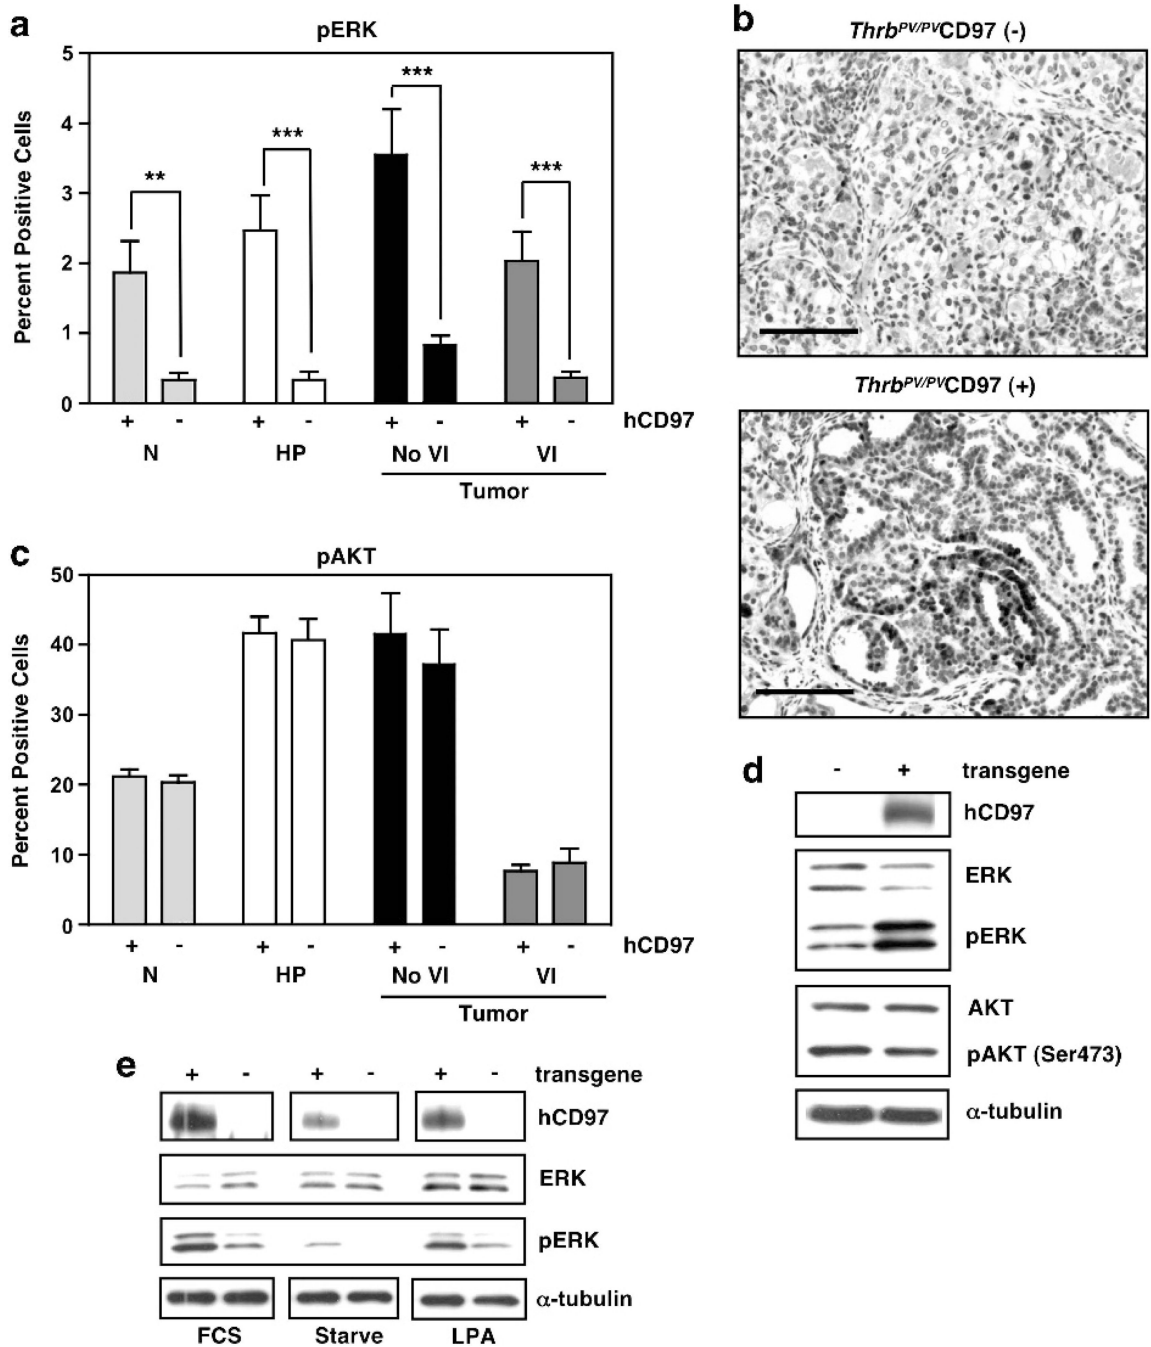 a
pERK
Percent Positive Cells
5
4
3
2
1
0
**
***
***
***
+ - + - + - + - hCD97
N HP No VI VI
Tumor
b
Thrb^PV/PV CD97 (-)
Thrb^PV/PV CD97 (+)
c
pAKT
Percent Positive Cells
50
40
30
20
10
0
+ - + - + - + - hCD97
N HP No VI VI
Tumor
d
- + transgene
hCD97
ERK
pERK
AKT
pAKT (Ser473)
α-tubulin
e
+ - + - + - transgene
hCD97
ERK
pERK
α-tubulin
FCS Starve LPA